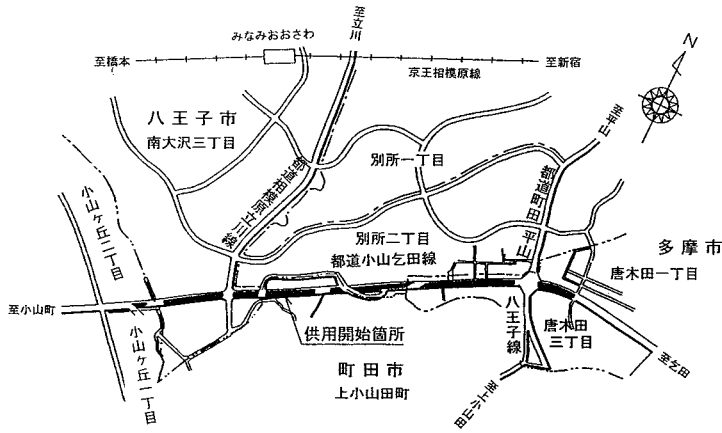 みなみおおさわ
至立川
至橋本
京王相模原線
至新宿
N
八王子市
南大沢三丁目
至平山
別所一丁目
都道相模原立川線
都道町田平山
八王子線
小山ヶ丘二丁目
別所二丁目
都道小山乞田線
多摩市
唐木田一丁目
至小山町
小山ヶ丘一丁目
供用開始箇所
唐木田
三丁目
町田市
上小山田町
至乞田
至上小山田